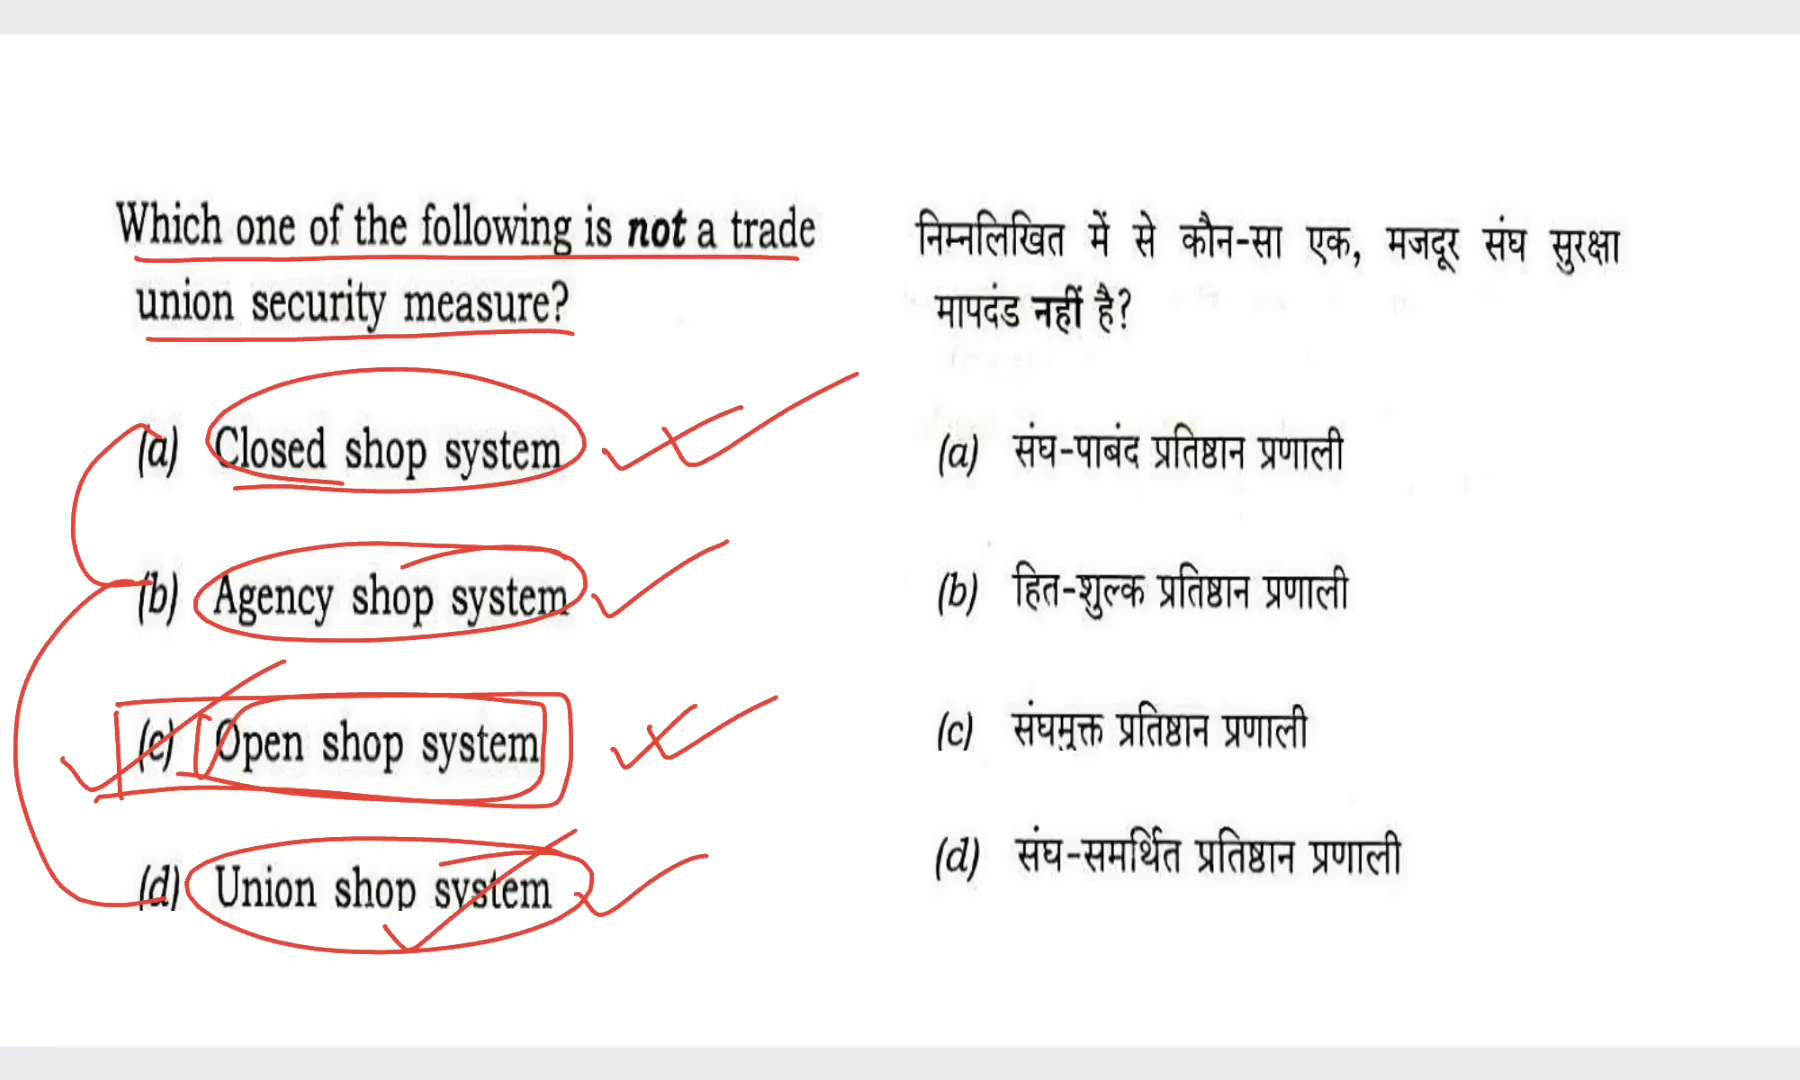 Which one of the following is not a trade
union security measure?
(a) Closed shop system
(b) Agency shop system
(c) Open shop system
(d) Union shop system
निम्नलिखित में से कौन-सा एक, मजदूर संघ सुरक्षा
मापदंड नहीं है?
(a) संघ-पाबंद प्रतिष्ठान प्रणाली
(b) हित-शुल्क प्रतिष्ठान प्रणाली
(c) संघमुक्त प्रतिष्ठान प्रणाली
(d) संघ-समर्थित प्रतिष्ठान प्रणाली